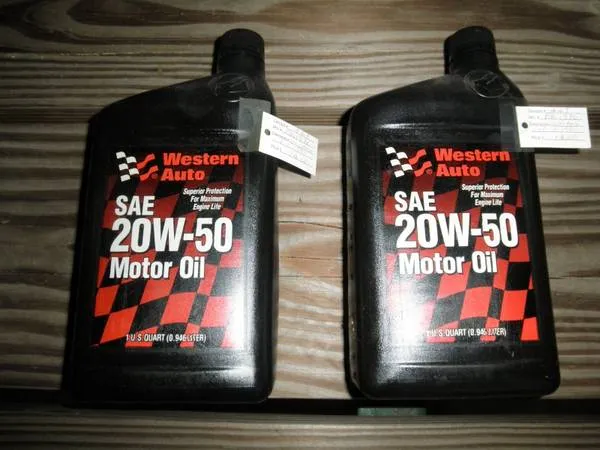 Western
Auto
Superior Protection
For Maximum
Engine Life
SAE
20W-50
Motor Oil
1 U.S. QUART (0.946 LITER)
Western
Auto
Superior Protection
For Maximum
Engine Life
SAE
20W-50
Motor Oil
1 U.S. QUART (0.946 LITER)